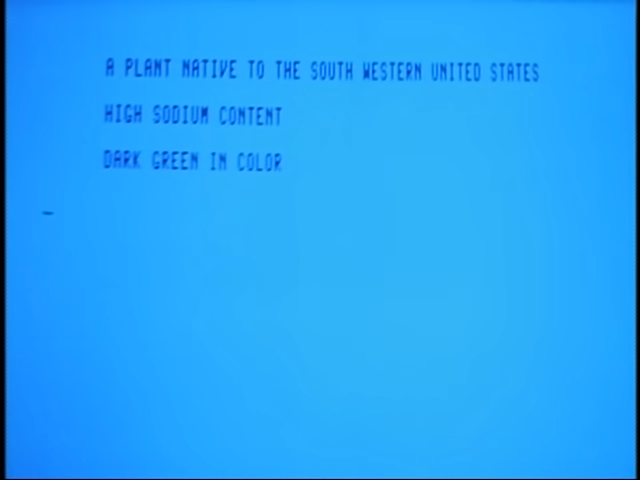 A PLANT NATIVE TO THE SOUTH WESTERN UNITED STATES
HIGH SODIUM CONTENT
DARK GREEN IN COLOR